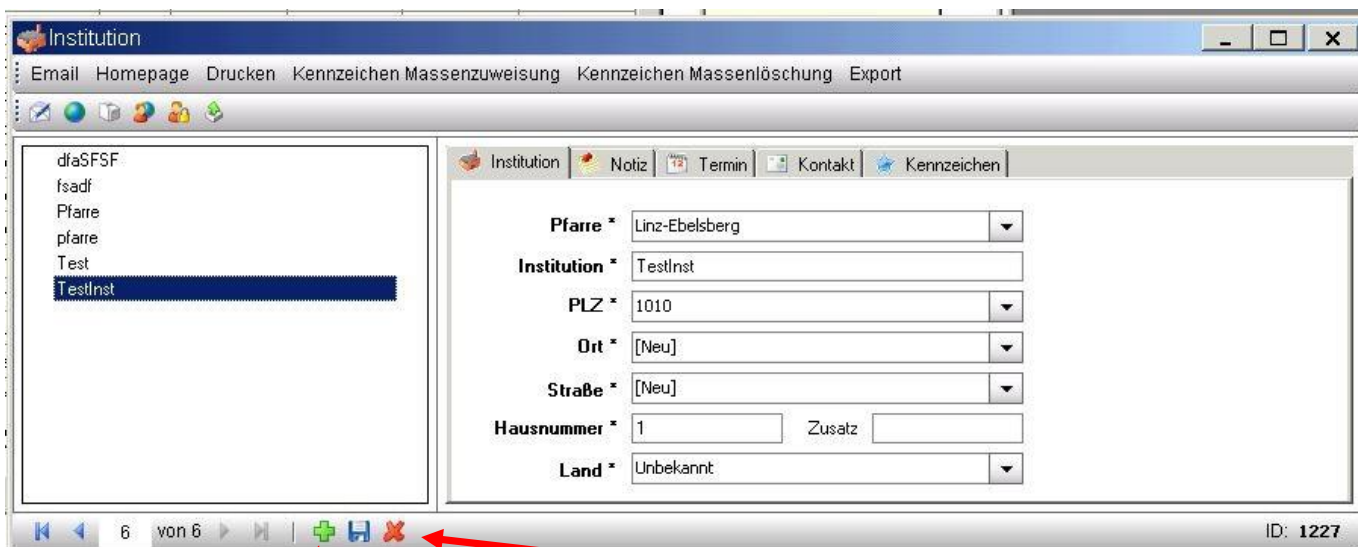 Institution
Email Homepage Drucken Kennzeichen Massenzuweisung Kennzeichen Massenlöschung Export
dfaSFSF
fsadf
Pfarre
pfarre
Test
TestInst
Institution Notiz 12 Termin Kontakt Kennzeichen
Pfarre * Linz-Ebelsberg
Institution * TestInst
PLZ * 1010
Ort * [Neu]
Straße * [Neu]
Hausnummer * 1 Zusatz
Land * Unbekannt
6 von 6 ID: 1227